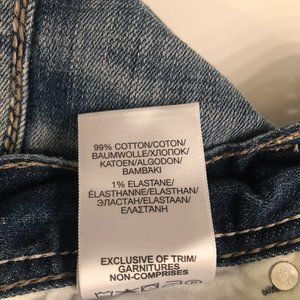 99% COTTON/COTON/
BAUMWOLLE/ХЛОПОК/
KATOEN/ALGODON/
BAMBAKI
1% ELASTANE/
ÉLASTHANNE/ELASTHAN/
ЭЛАСТАН/ELASTAAN/
ΕΛΑΣΤΑΝΗ
EXCLUSIVE OF TRIM/
GARNITURES
NON-COMPRISES